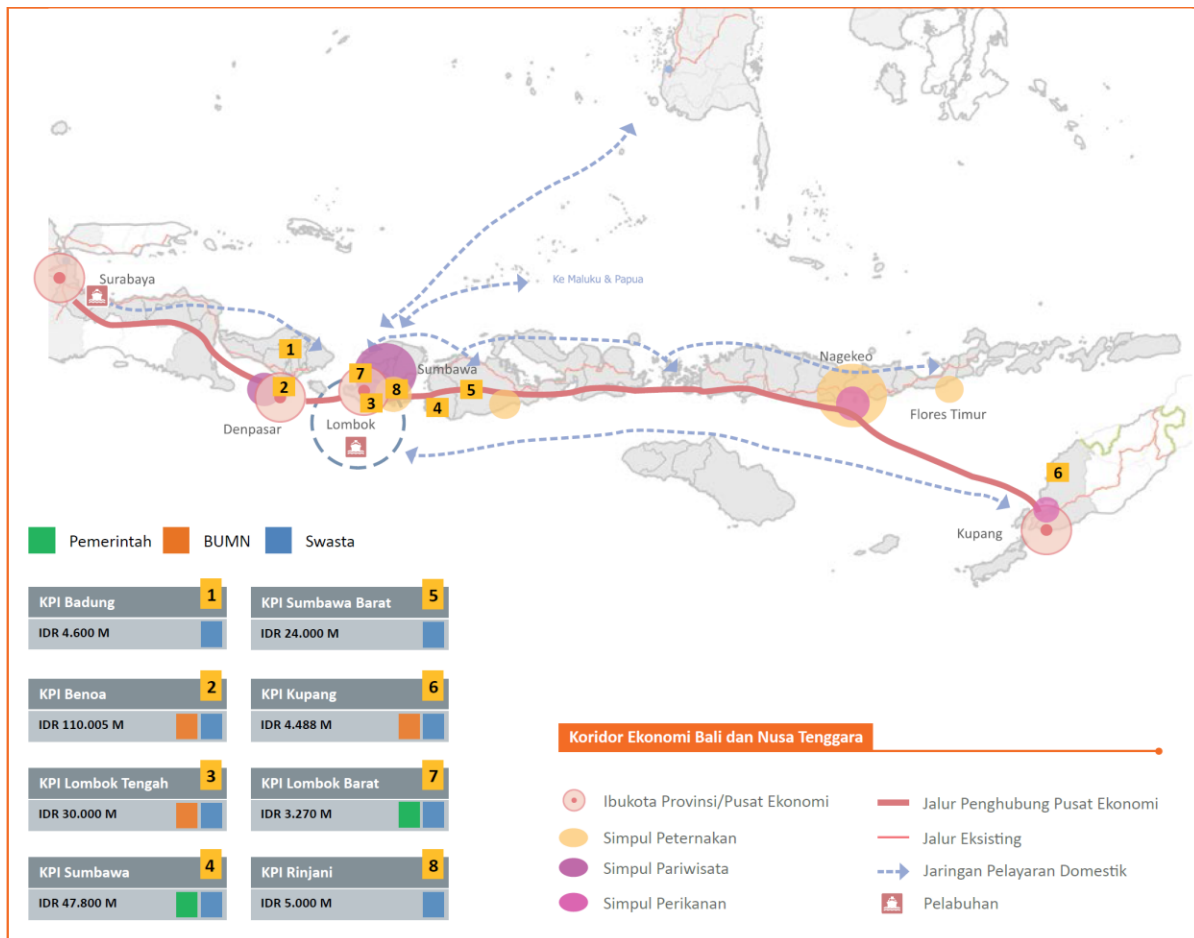 Ke Maluku & Papua
Surabaya
1
Nagekeo
7
Sumbawa
2
8
5
3
4
Flores Timur
Denpasar
Lombok
6
Kupang
Pemerintah
BUMN
Swasta
KPI Badung
1
IDR 4.600 M
KPI Sumbawa Barat
5
IDR 24.000 M
KPI Benoa
2
IDR 110.005 M
KPI Kupang
6
IDR 4.488 M
KPI Lombok Tengah
3
IDR 30.000 M
KPI Lombok Barat
7
IDR 3.270 M
KPI Sumbawa
4
IDR 47.800 M
KPI Rinjani
8
IDR 5.000 M
Koridor Ekonomi Bali dan Nusa Tenggara
Ibukota Provinsi/Pusat Ekonomi
Simpul Peternakan
Simpul Pariwisata
Simpul Perikanan
Jalur Penghubung Pusat Ekonomi
Jalur Eksisting
Jaringan Pelayaran Domestik
Pelabuhan